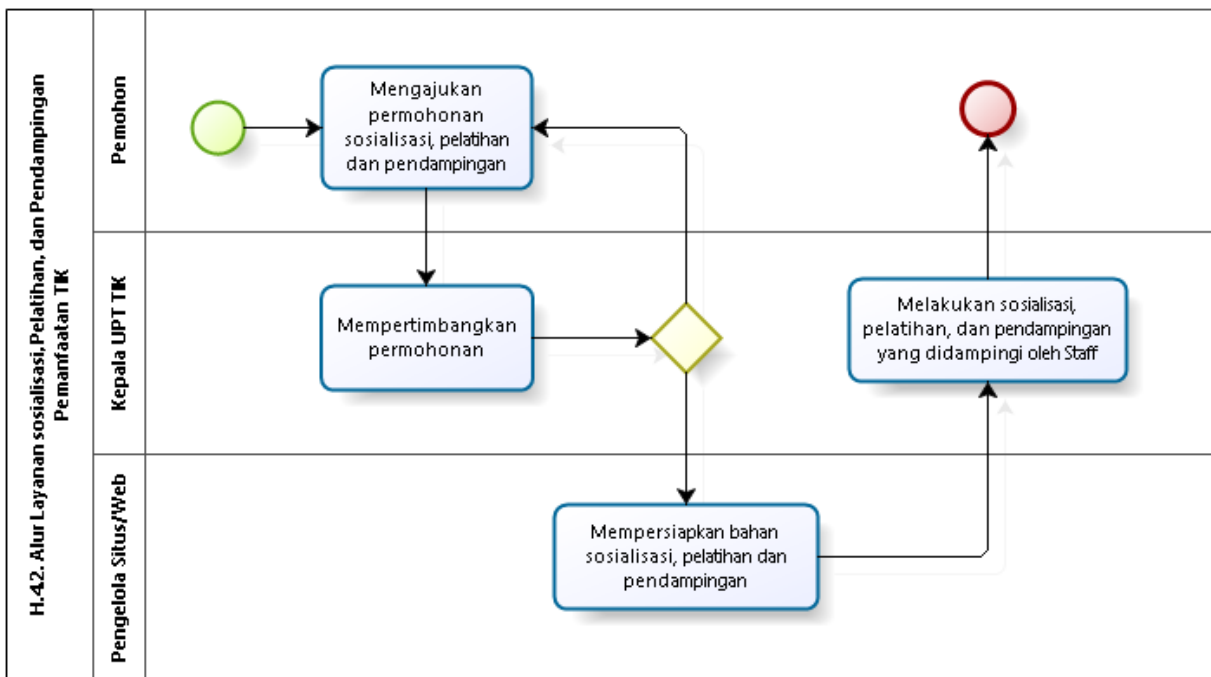 H.42. Alur Layanan sosialisasi, Pelatihan, dan Pendampingan
Pemanfaatan TIK
Pemohon
Mengajukan
permohonan
sosialisasi, pelatihan
dan pendampingan
Kepala UPT TIK
Mempertimbangkan
permohonan
Melakukan sosialisasi,
pelatihan, dan pendampingan
yang didampingi oleh Staff
Pengelola Situs/Web
Mempersiapkan bahan
sosialisasi, pelatihan dan
pendampingan